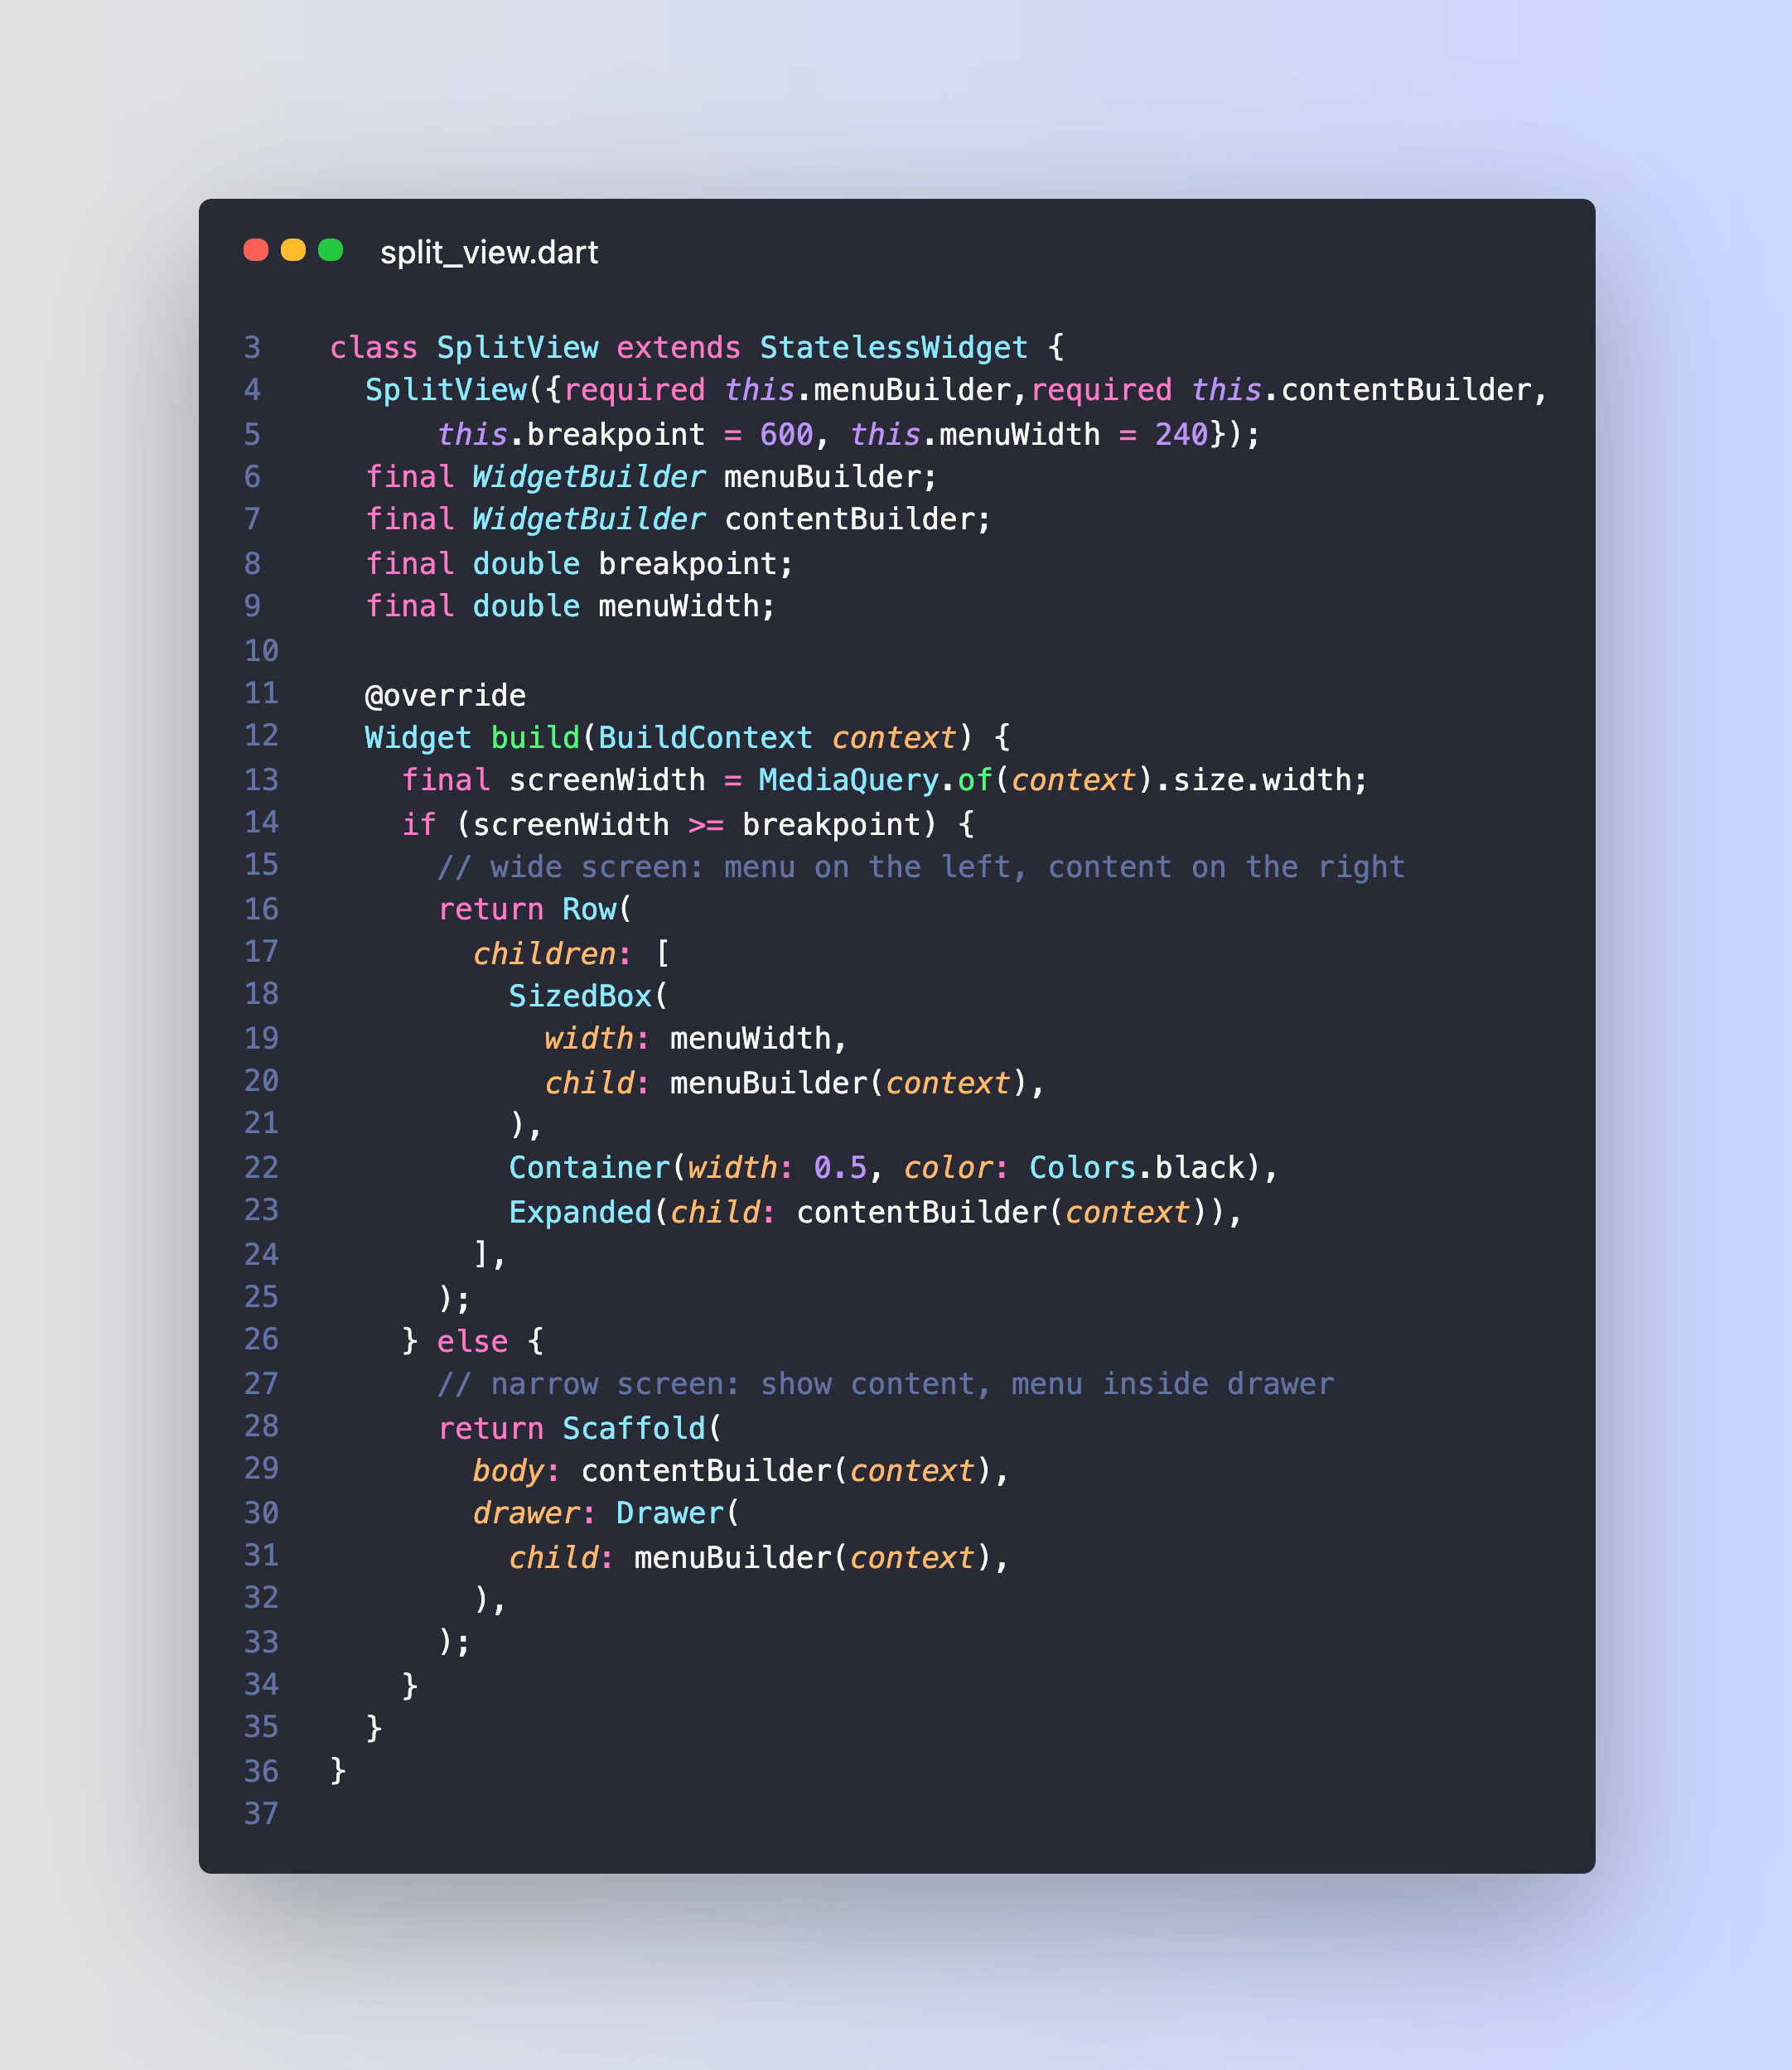 split_view.dart
3 class SplitView extends StatelessWidget {
4   SplitView({required this.menuBuilder,required this.contentBuilder,
5       this.breakpoint = 600, this.menuWidth = 240});
6   final WidgetBuilder menuBuilder;
7   final WidgetBuilder contentBuilder;
8   final double breakpoint;
9   final double menuWidth;
10
11   @override
12   Widget build(BuildContext context) {
13     final screenWidth = MediaQuery.of(context).size.width;
14     if (screenWidth >= breakpoint) {
15       // wide screen: menu on the left, content on the right
16       return Row(
17         children: [
18           SizedBox(
19             width: menuWidth,
20             child: menuBuilder(context),
21           ),
22           Container(width: 0.5, color: Colors.black),
23           Expanded(child: contentBuilder(context)),
24         ],
25       );
26     } else {
27       // narrow screen: show content, menu inside drawer
28       return Scaffold(
29         body: contentBuilder(context),
30         drawer: Drawer(
31           child: menuBuilder(context),
32         ),
33       );
34     }
35   }
36 }
37